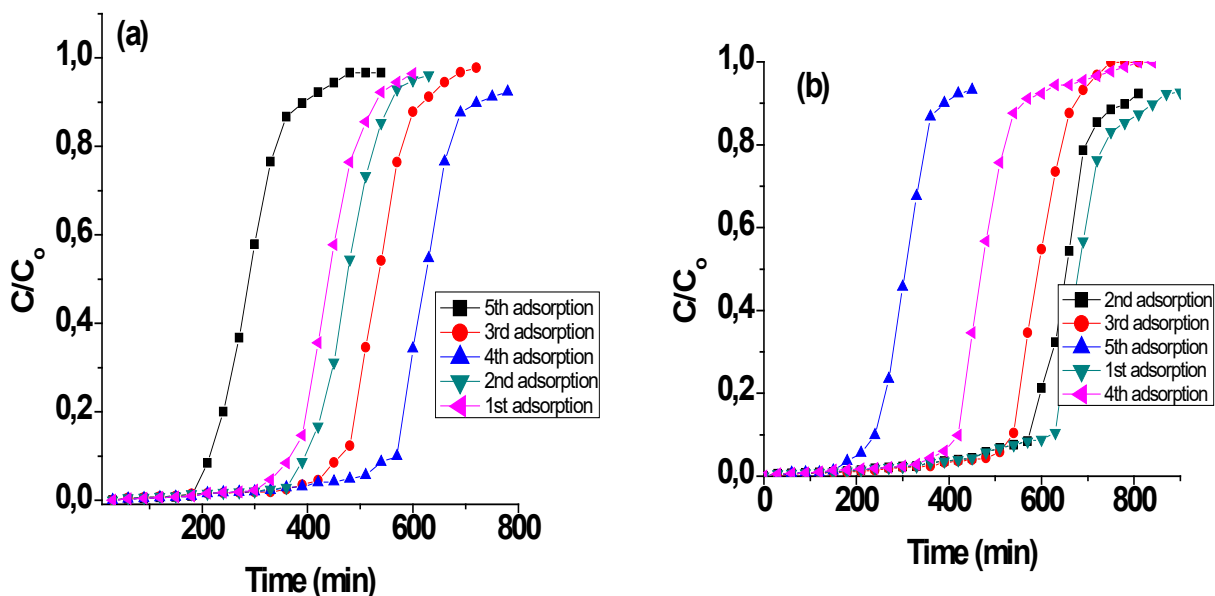 (a)
1,0
0,8
0,6
0,4
0,2
0,0
C/Co
200
400
600
800
Time (min)
5th adsorption
3rd adsorption
4th adsorption
2nd adsorption
1st adsorption
(b)
1,0
0,8
0,6
0,4
0,2
0,0
C/Co
0
200
400
600
800
Time (min)
2nd adsorption
3rd adsorption
5th adsorption
1st adsorption
4th adsorption